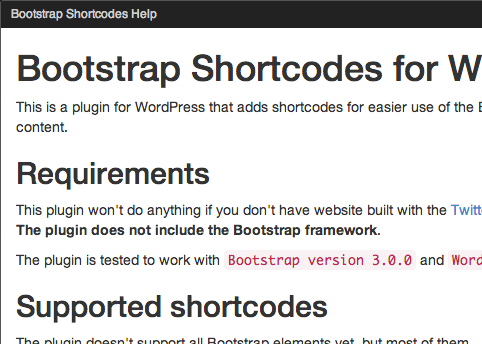 Bootstrap Shortcodes Help
Bootstrap Shortcodes for W
This is a plugin for WordPress that adds shortcodes for easier use of the
content.
Requirements
This plugin won't do anything if you don't have website built with the Twitt
The plugin does not include the Bootstrap framework.
The plugin is tested to work with Bootstrap version 3.0.0 and Word
Supported shortcodes
The plugin doesn't support all Bootstrap elements yet, but most of them